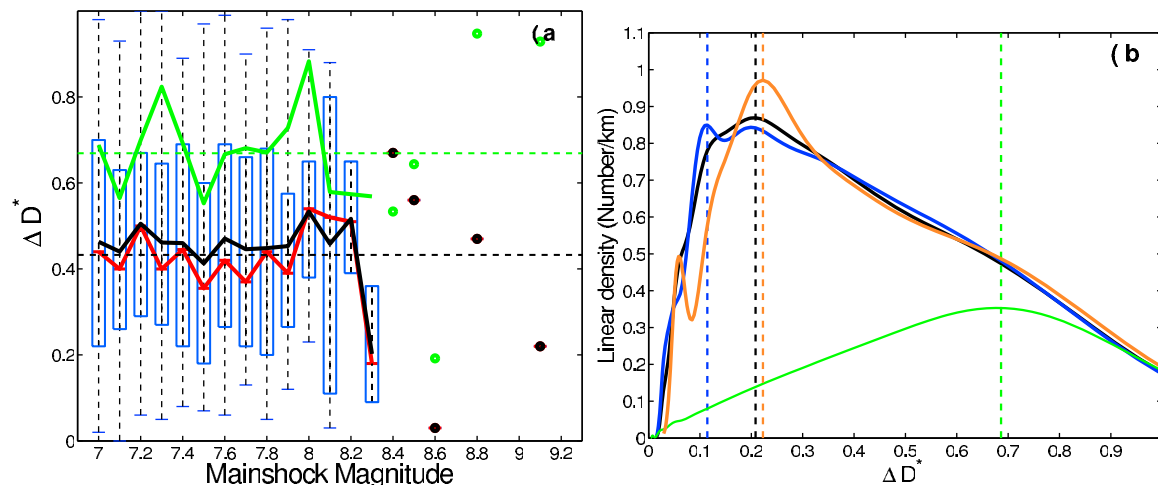 (a
0.8
0.6
0.4
0.2
0
Δ D*
7 7.2 7.4 7.6 7.8 8 8.2 8.4 8.6 8.8 9 9.2
Mainshock Magnitude
(b
1.1
1
0.9
0.8
0.7
0.6
0.5
0.4
0.3
0.2
0.1
0
Linear density (Number/km)
0 0.1 0.2 0.3 0.4 0.5 0.6 0.7 0.8 0.9
Δ D*